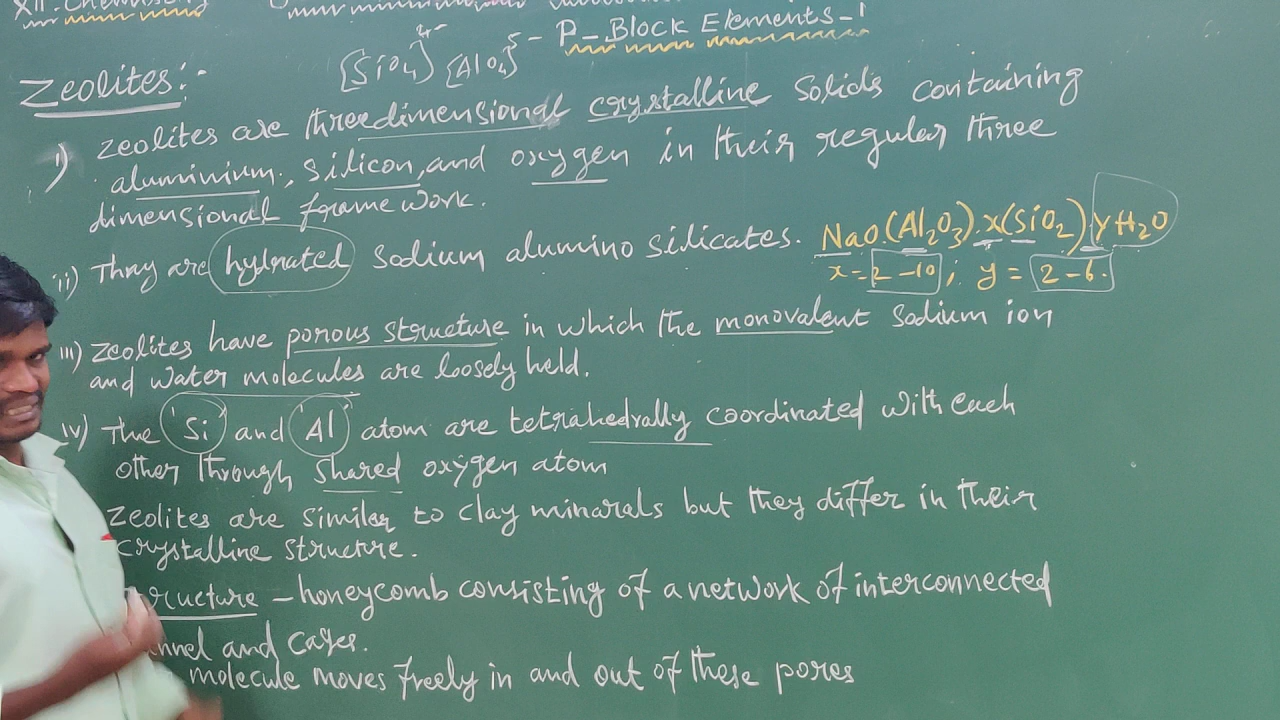 XII. Chemistry
P-Block Elements-1
[SiO4]4- [AlO4]5-
Zeolites:-
i) Zeolites are threedimensional crystalline solids containing
aluminium, silicon, and oxygen in their regular three
dimensional frame work.
ii) They are hydrated sodium alumino silicates. NaO.(Al2O3).x(SiO2)yH2O
x=2-10; y=2-6.
iii) Zeolites have porous structure in which the monovalent sodium ion
and water molecules are loosely held.
iv) The 'Si' and 'Al' atom are tetrahedrally coordinated with each
other through shared oxygen atom
Zeolites are similar to clay minarals but they differ in their
crystalline structure.
ructure - honeycomb consisting of a network of interconnected
nnel and cages.
molecule moves freely in and out of these pores